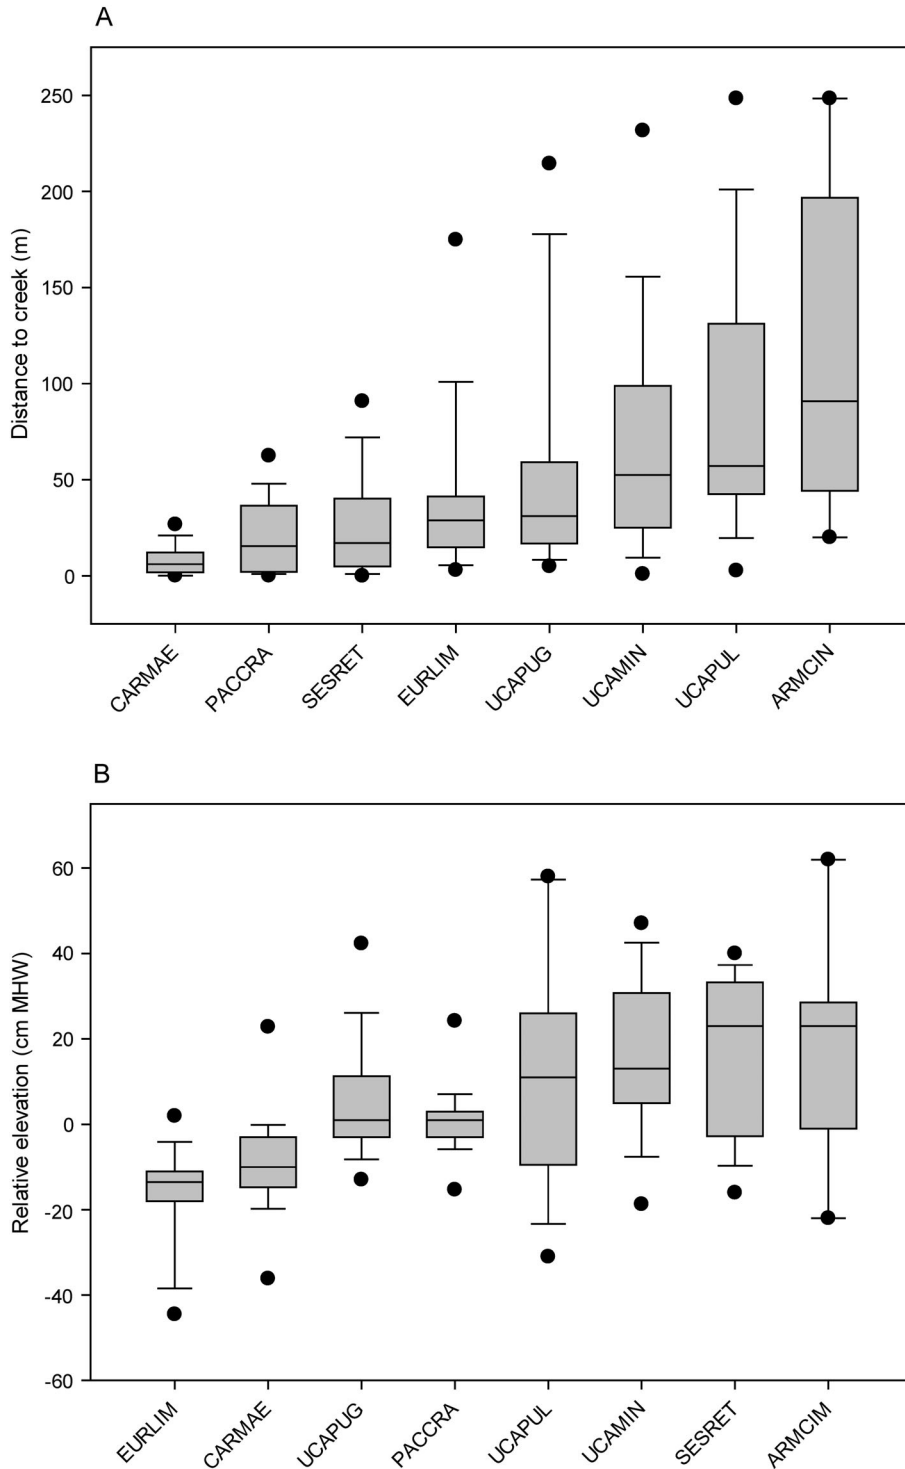 A
250
200
150
100
50
0
Distance to creek (m)
CARMAE
PACCRA
SESRET
EURLIM
UCAPUG
UCAMIN
UCAPUL
ARMCIN
B
60
40
20
0
-20
-40
-60
Relative elevation (cm MHW)
EURLIM
CARMAE
UCAPUG
PACCRA
UCAPUL
UCAMIN
SESRET
ARMCIM